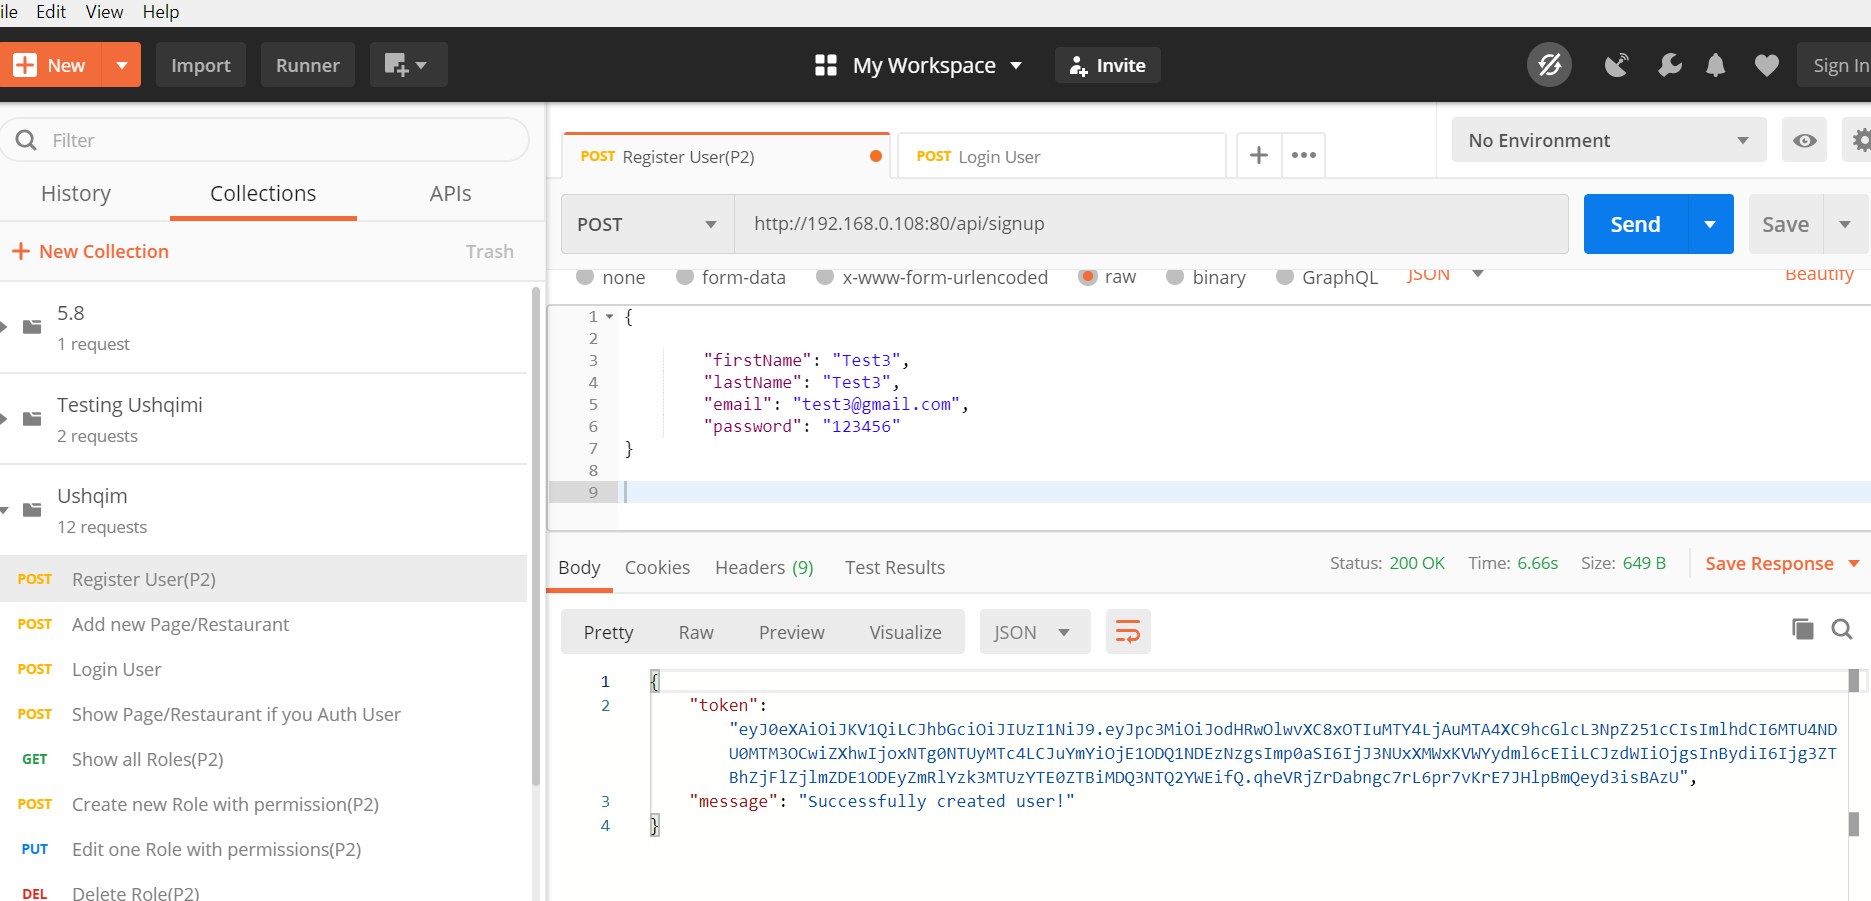 ile Edit View Help
New Import Runner My Workspace Invite Sign In
Filter
History Collections APIs
New Collection Trash
5.8
1 request
Testing Ushqimi
2 requests
Ushqim
12 requests
POST Register User(P2)
POST Add new Page/Restaurant
POST Login User
POST Show Page/Restaurant if you Auth User
GET Show all Roles(P2)
POST Create new Role with permission(P2)
PUT Edit one Role with permissions(P2)
DEL Delete Role(P2)
POST Register User(P2) POST Login User No Environment
POST http://192.168.0.108:80/api/signup Send Save
none form-data x-www-form-urlencoded raw binary GraphQL JSON Beautify
1 {
2
3 "firstName": "Test3",
4 "lastName": "Test3",
5 "email": "test3@gmail.com",
6 "password": "123456"
7 }
8
9
Body Cookies Headers (9) Test Results Status: 200 OK Time: 6.66s Size: 649 B Save Response
Pretty Raw Preview Visualize JSON
1 {
2 "token":
"eyJ0eXAiOiJKV1QiLCJhbGciOiJIUzI1NiJ9.eyJpc3MiOiJodHRwOlwvXC8xOTIuMTY4LjAuMTA4XC9hcGlcL3NpZ251cCIsImlhdCI6MTU4ND
U0MTM3OCwiZXhwIjoxNTg0NTUyMTc4LCJuYmYiOjE1ODQ1NDEzNzgsImp0aSI6IjJ3NUxXMWxKVWYydml6cEIiLCJzdWIiOjgsInBydiI6Ijg3ZT
BhZjFlZjlmZDE1ODEyZmRlYzk3MTUzYTE0ZTBiMDQ3NTQ2YWEifQ.qheVRjZrDabngc7rL6pr7vKrE7JHlpBmQeyd3isBAzU",
3 "message": "Successfully created user!"
4 }